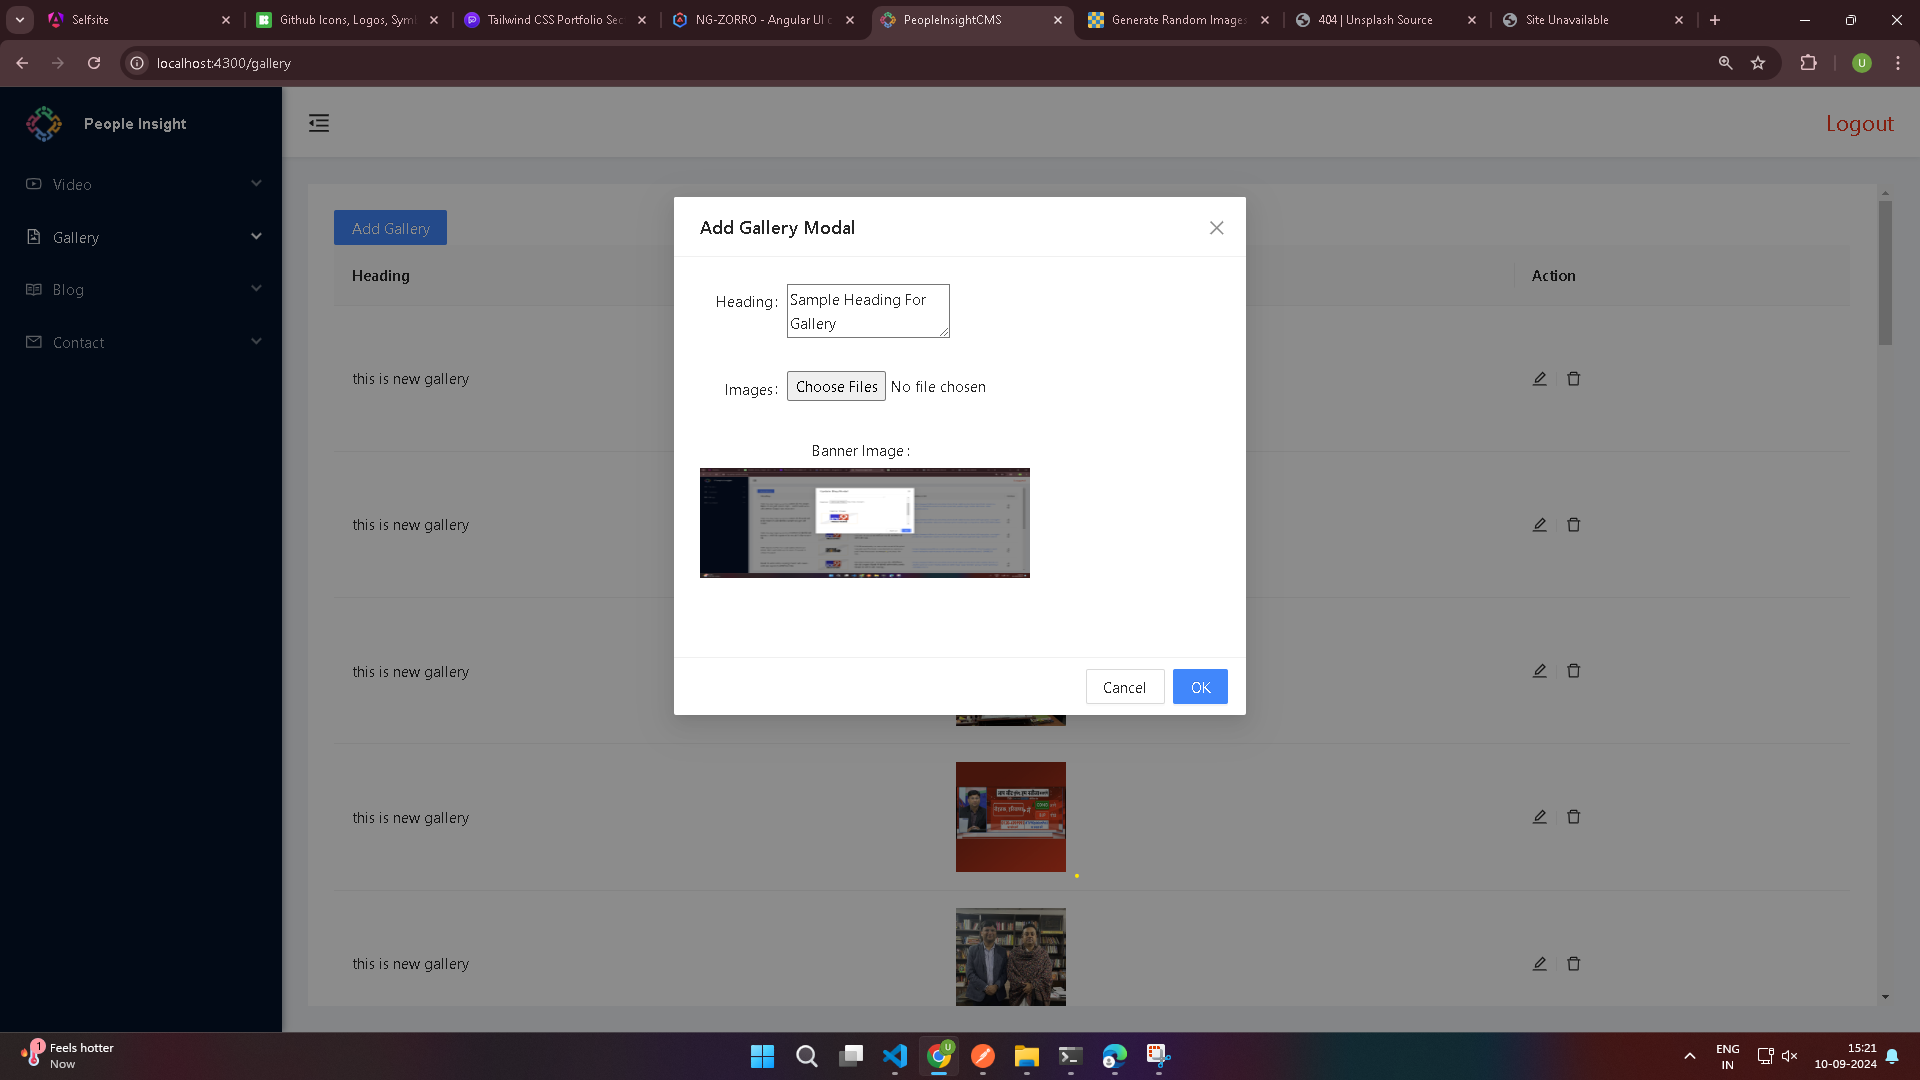 Selfsite
Github Icons, Logos, Syml
Tailwind CSS Portfolio Sec
NG-ZORRO - Angular UI c
PeopleInsightCMS
Generate Random Images
404 | Unsplash Source
Site Unavailable
localhost:4300/gallery
U
People Insight
Logout
Video
Gallery
Blog
Contact
Add Gallery
Heading
Action
this is new gallery
this is new gallery
this is new gallery
this is new gallery
this is new gallery
Add Gallery Modal
Heading:
Sample Heading For
Gallery
Images:
Choose Files No file chosen
Banner Image :
Cancel
OK
1
Feels hotter
Now
U
ENG
IN
15:21
10-09-2024